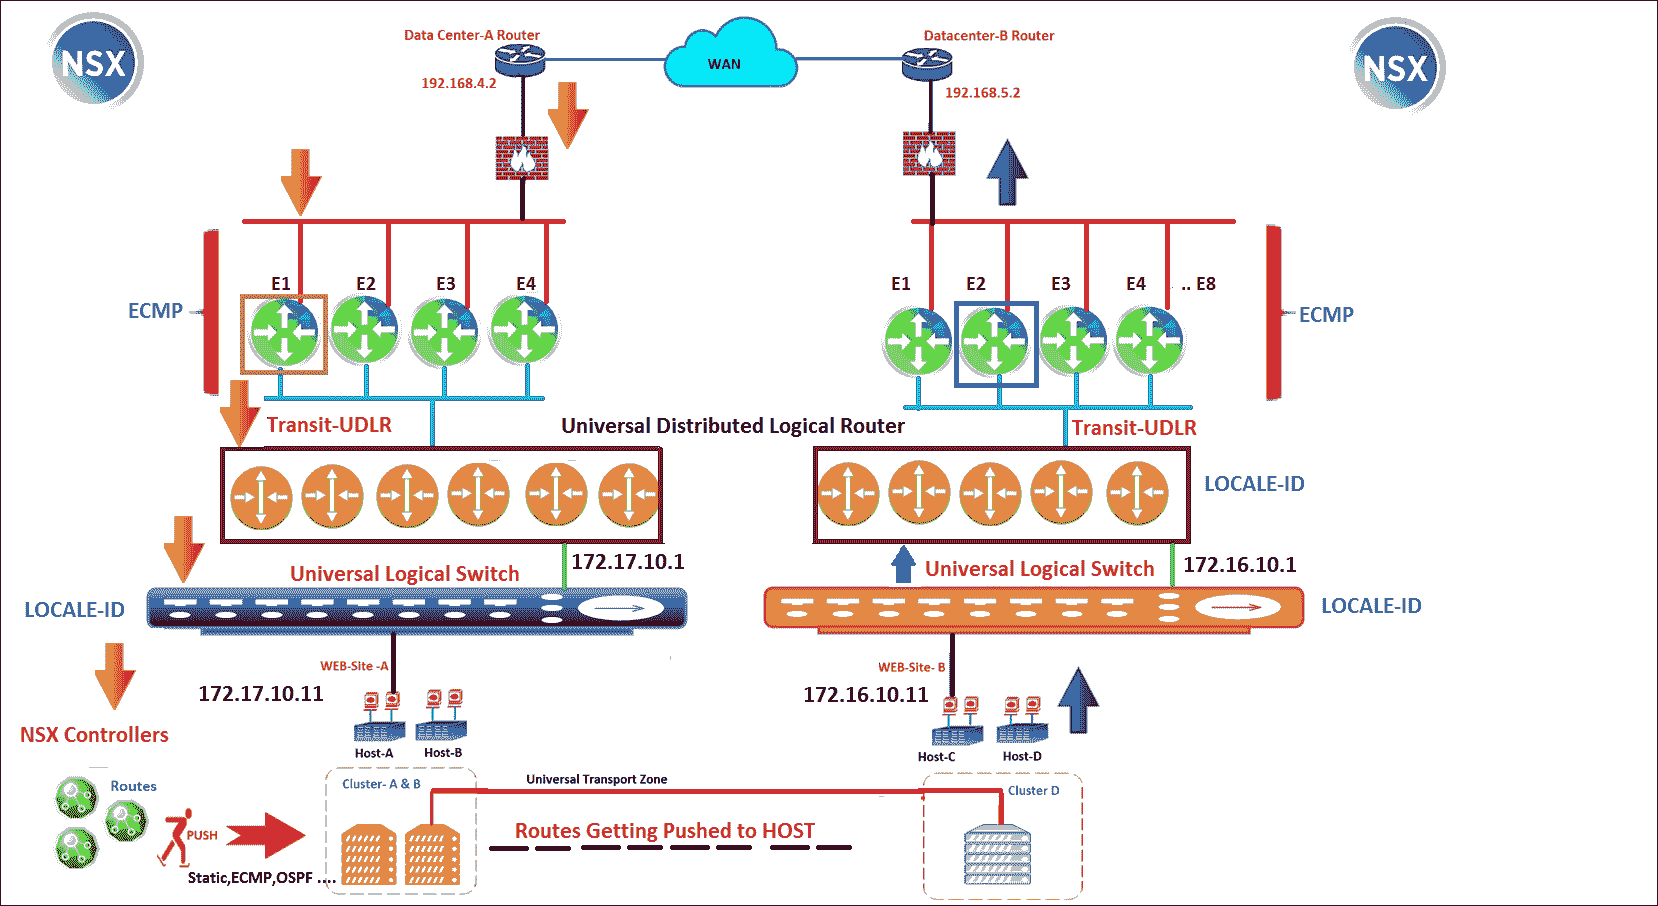 NSX
Data Center-A Router
192.168.4.2
WAN
Datacenter-B Router
192.168.5.2
NSX
E1
E2
E3
E4
ECMP
E1
E2
E3
E4
.. E8
ECMP
Transit-UDLR
Universal Distributed Logical Router
Transit-UDLR
LOCALE-ID
172.17.10.1
172.16.10.1
Universal Logical Switch
Universal Logical Switch
LOCALE-ID
LOCALE-ID
WEB-Site -A
172.17.10.11
WEB-Site- B
172.16.10.11
Host-A
Host-B
Host-C
Host-D
NSX Controllers
Routes
PUSH
Static,ECMP,OSPF ....
Cluster- A & B
Universal Transport Zone
Cluster D
Routes Getting Pushed to HOST